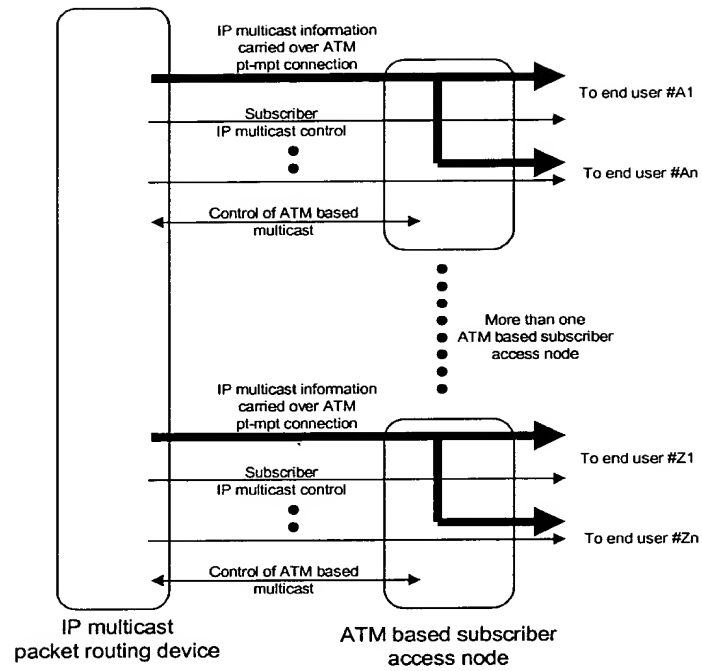 IP multicast information
carried over ATM
pt-mpt connection
To end user #A1
Subscriber
IP multicast control
To end user #An
Control of ATM based
multicast
More than one
ATM based subscriber
access node
IP multicast information
carried over ATM
pt-mpt connection
To end user #Z1
Subscriber
IP multicast control
To end user #Zn
Control of ATM based
multicast
IP multicast
packet routing device
ATM based subscriber
access node